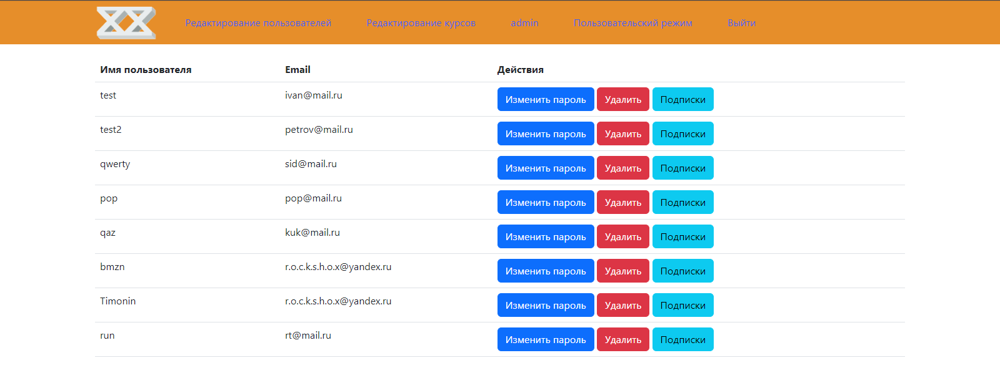 XX Редактирование пользователей Редактирование курсов admin Пользовательский режим Выйти
Имя пользователя Email Действия
test ivan@mail.ru Изменить пароль Удалить Подписки
test2 petrov@mail.ru Изменить пароль Удалить Подписки
qwerty sid@mail.ru Изменить пароль Удалить Подписки
pop pop@mail.ru Изменить пароль Удалить Подписки
qaz kuk@mail.ru Изменить пароль Удалить Подписки
bmzn r.o.c.k.s.h.o.x@yandex.ru Изменить пароль Удалить Подписки
Timonin r.o.c.k.s.h.o.x@yandex.ru Изменить пароль Удалить Подписки
run rt@mail.ru Изменить пароль Удалить Подписки